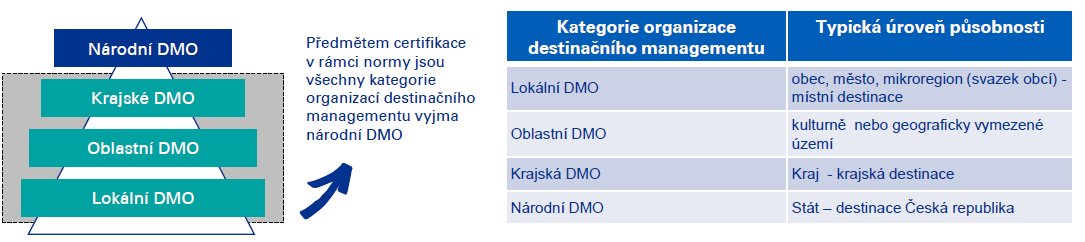 Národní DMO
Krajské DMO
Oblastní DMO
Lokální DMO
Předmětem certifikace
v rámci normy jsou
všechny kategorie
organizací destinačního
managementu vyjma
národní DMO
Kategorie organizace
destinačního managementu
Typická úroveň působnosti
Lokální DMO
obec, město, mikroregion (svazek obcí) -
místní destinace
Oblastní DMO
kulturně nebo geograficky vymezené
území
Krajská DMO
Kraj - krajská destinace
Národní DMO
Stát – destinace Česká republika